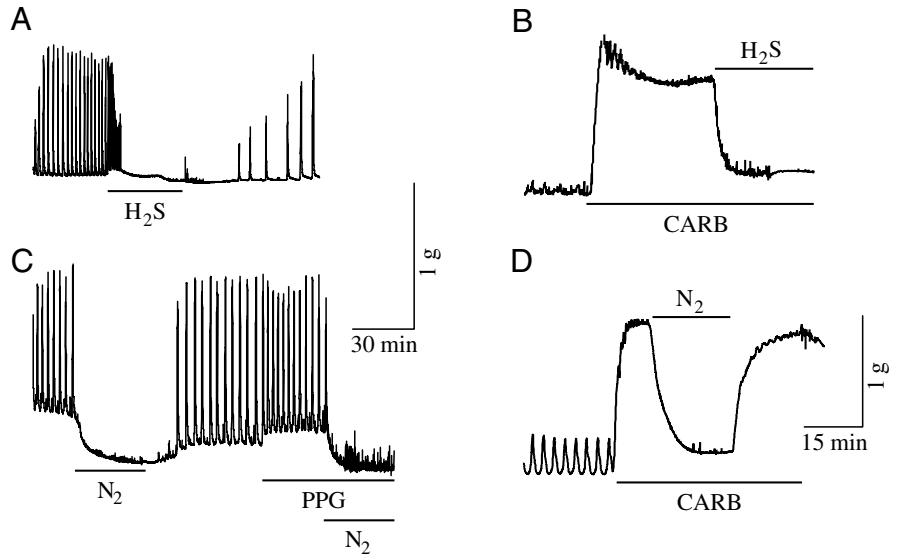 A
H₂S
B
H₂S
CARB
1 g
30 min
C
N₂
PPG
N₂
D
N₂
CARB
1 g
15 min